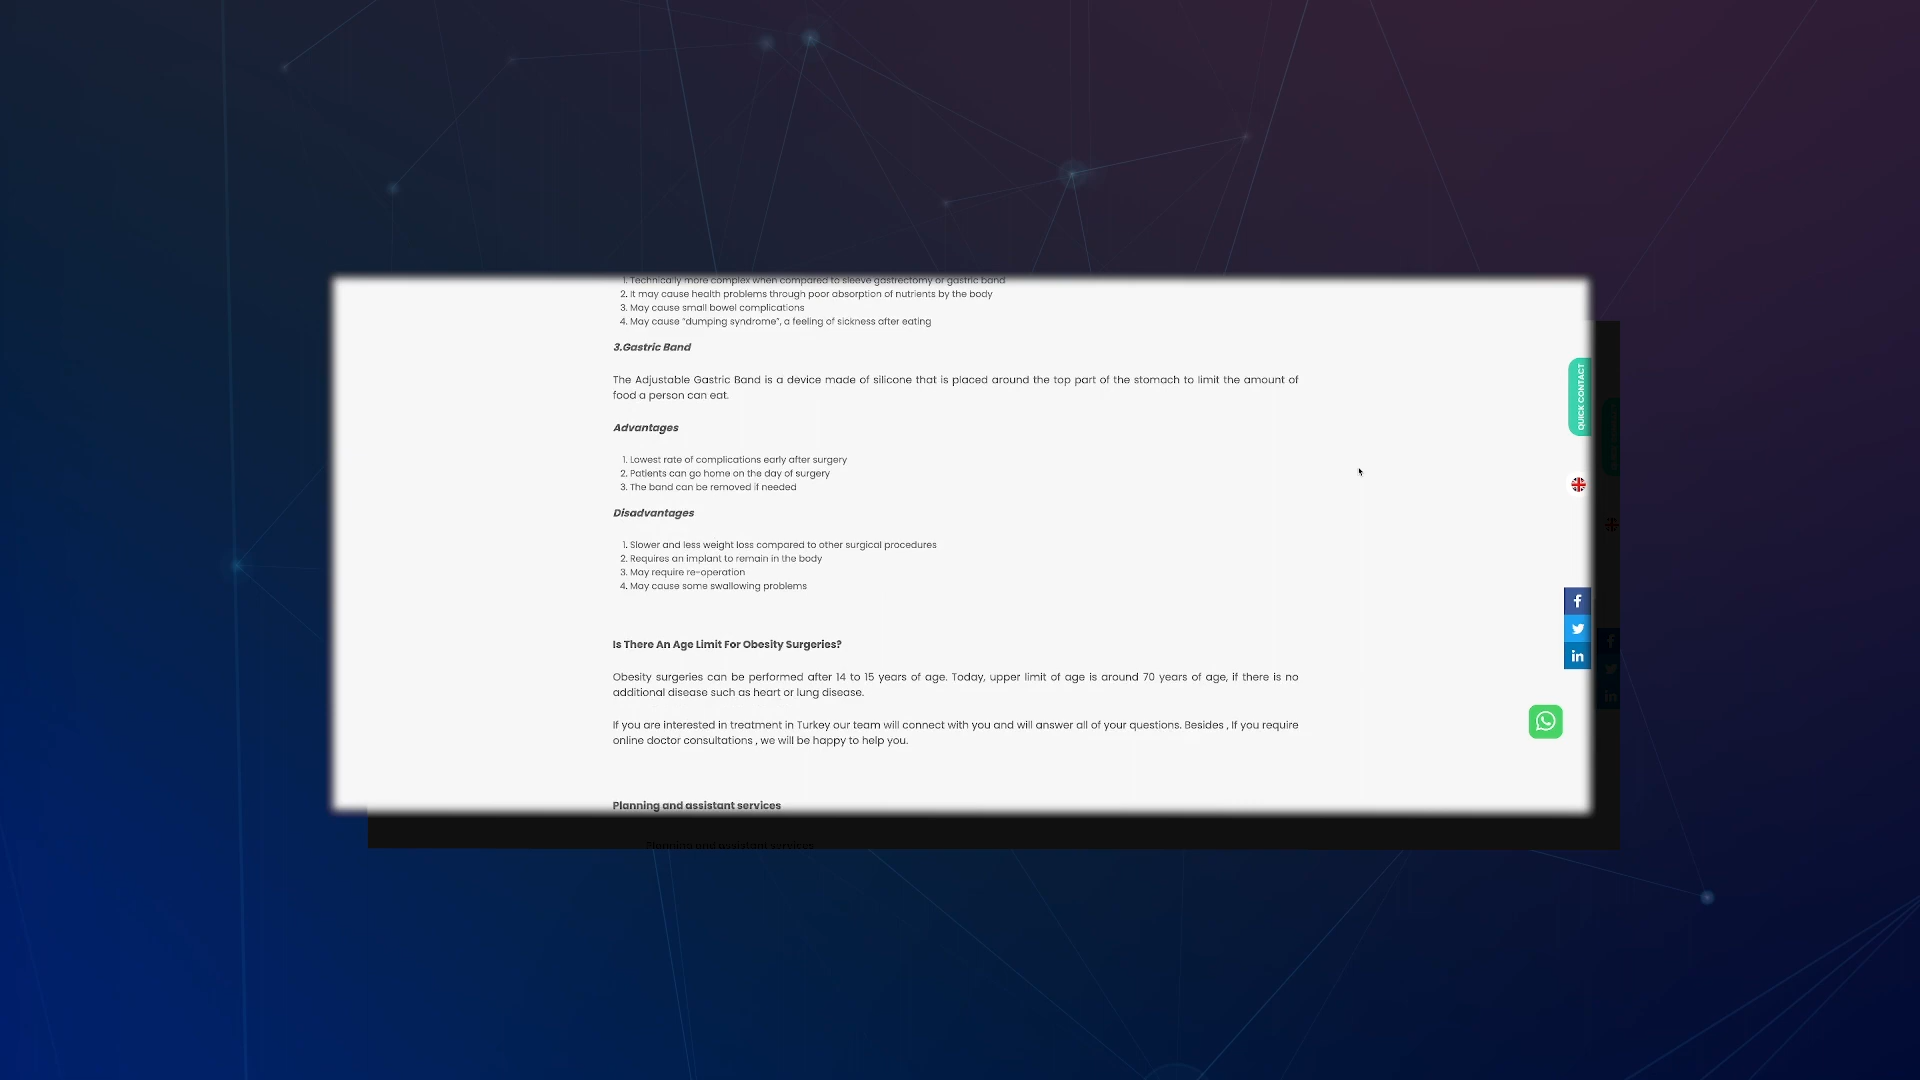 1. Technically more complex when compared to sleeve gastrectomy or gastric band
2. It may cause health problems through poor absorption of nutrients by the body
3. May cause small bowel complications
4. May cause “dumping syndrome”, a feeling of sickness after eating
3.Gastric Band
The Adjustable Gastric Band is a device made of silicone that is placed around the top part of the stomach to limit the amount of
food a person can eat.
Advantages
1. Lowest rate of complications early after surgery
2. Patients can go home on the day of surgery
3. The band can be removed if needed
Disadvantages
1. Slower and less weight loss compared to other surgical procedures
2. Requires an implant to remain in the body
3. May require re-operation
4. May cause some swallowing problems
Is There An Age Limit For Obesity Surgeries?
Obesity surgeries can be performed after 14 to 15 years of age. Today, upper limit of age is around 70 years of age, if there is no
additional disease such as heart or lung disease.
If you are interested in treatment in Turkey our team will connect with you and will answer all of your questions. Besides , If you require
online doctor consultations , we will be happy to help you.
Planning and assistant services
Planning and assistant services
QUICK CONTACT